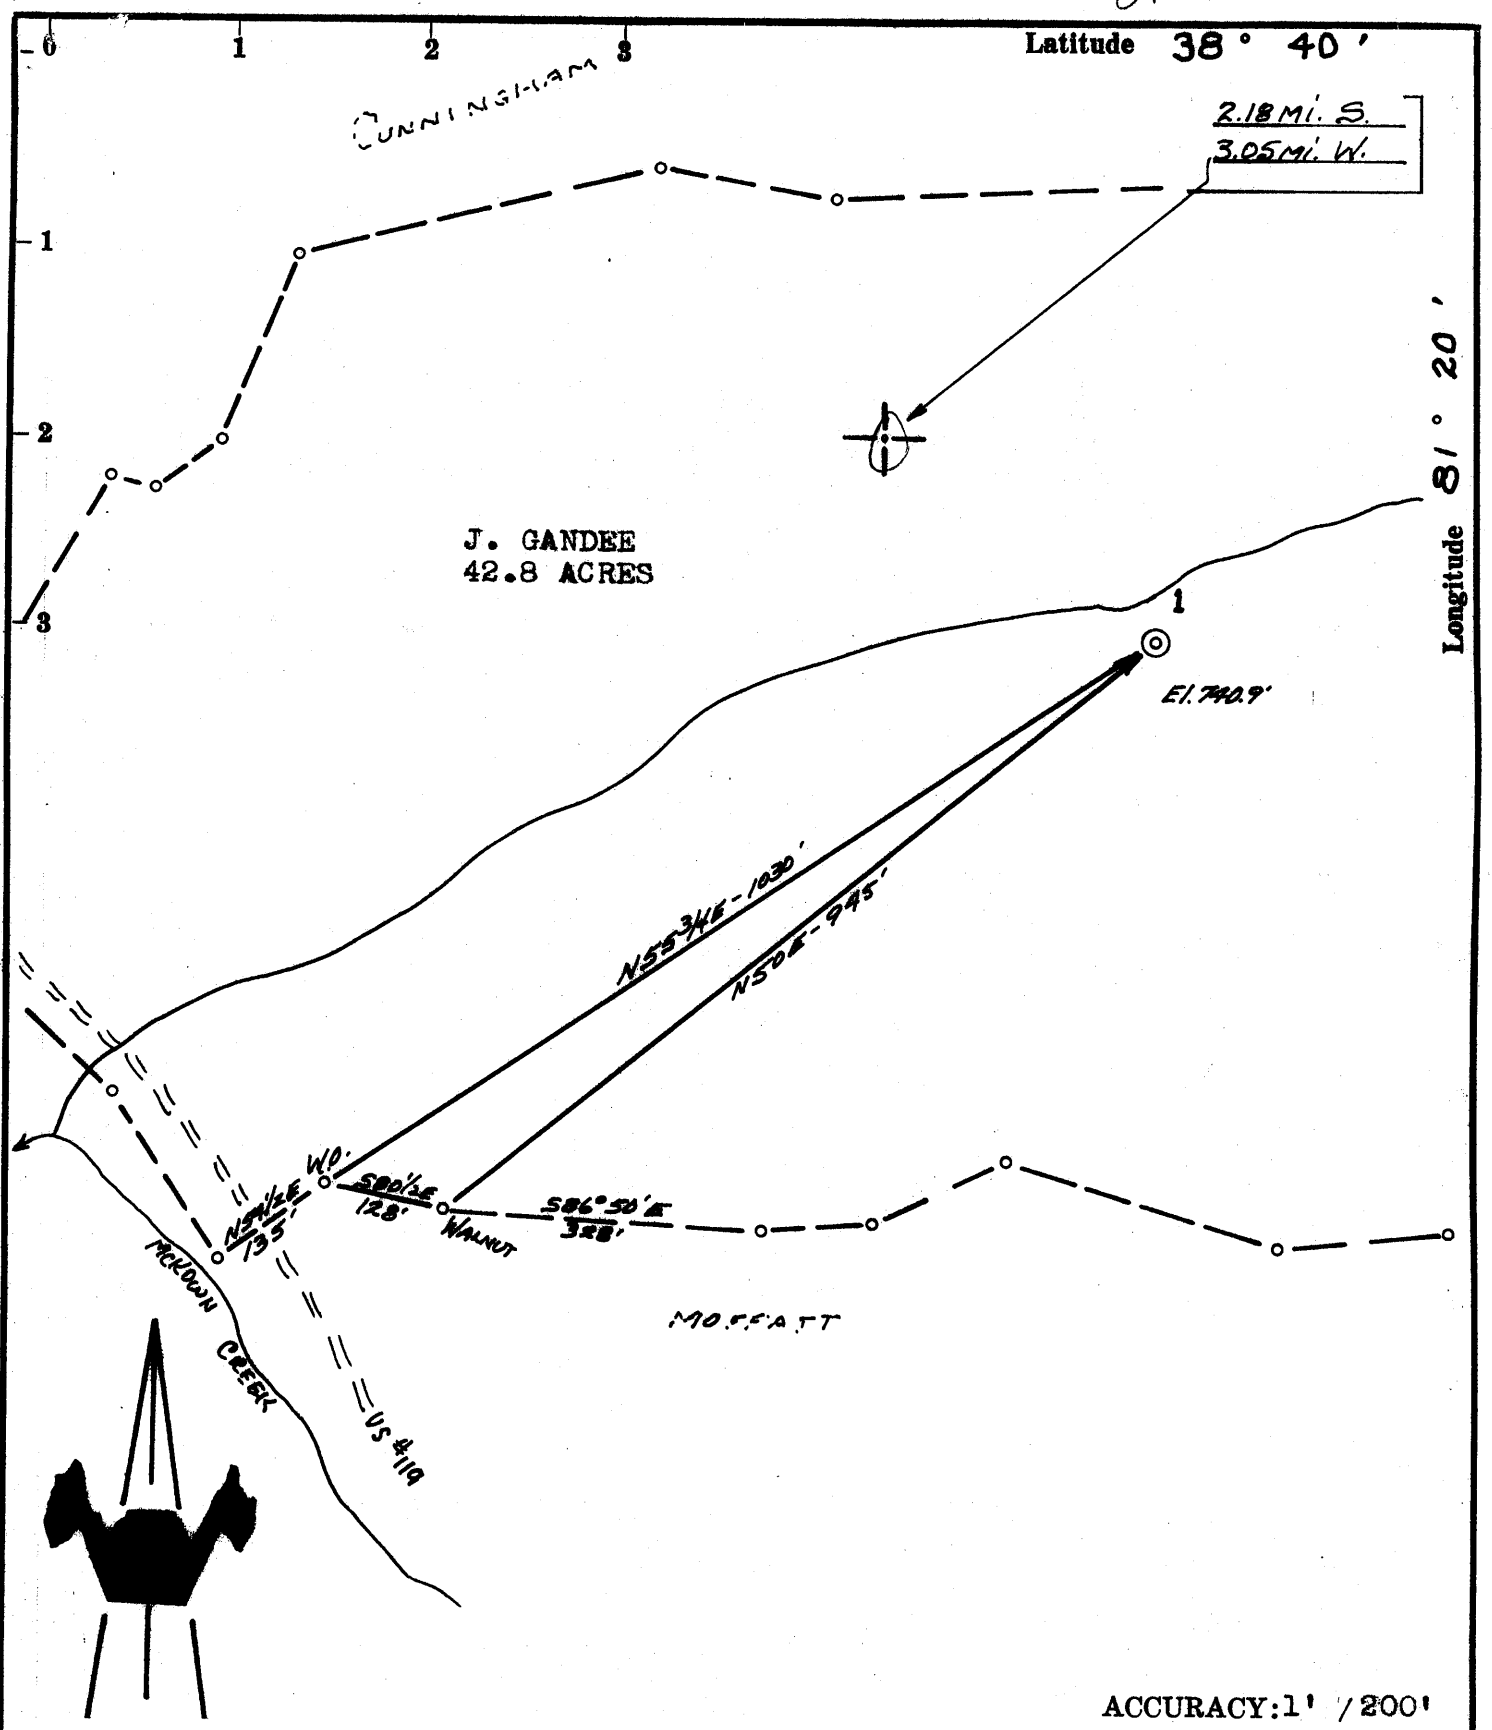 0 1 2 3
Latitude 38° 40'
CUNNINGHAM
2.18 Mi. S.
3.05 Mi. W.
1
2
3
Longitude 81° 20'
J. GANDEE
42.8 ACRES
1
El. 740.9'
N55 3/4E - 1030'
N50E - 945'
W.O.
N54 1/2E
135'
S80 1/2E
128'
WALNUT
S86°50'E
328'
MCKOWN CREEK
MOFFATT
US #119
ACCURACY:1' /200'